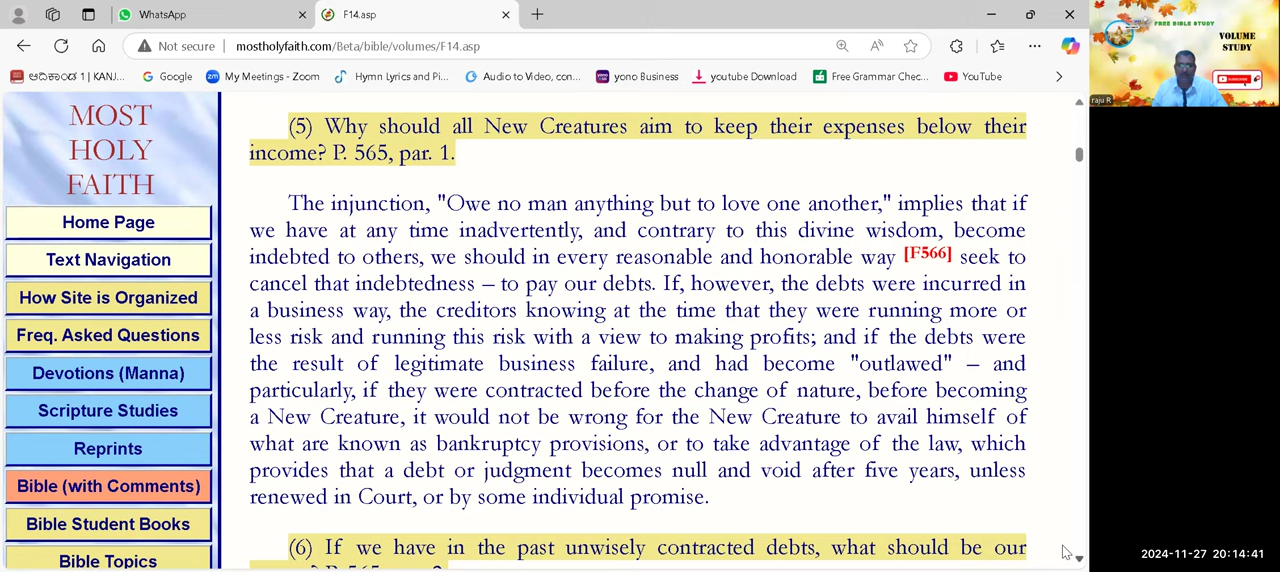 WhatsApp
F14.asp
Not secure
mostholyfaith.com/Beta/bible/volumes/F14.asp
ಆದಿಕಾಂಡ 1 | KANJ...
Google
My Meetings - Zoom
Hymn Lyrics and Pi...
Audio to Video, con...
yono Business
youtube Download
Free Grammar Chec...
YouTube
MOST
HOLY
FAITH
Home Page
Text Navigation
How Site is Organized
Freq. Asked Questions
Devotions (Manna)
Scripture Studies
Reprints
Bible (with Comments)
Bible Student Books
Bible Topics
(5) Why should all New Creatures aim to keep their expenses below their
income? P. 565, par. 1.
The injunction, "Owe no man anything but to love one another," implies that if
we have at any time inadvertently, and contrary to this divine wisdom, become
indebted to others, we should in every reasonable and honorable way [F566] seek to
cancel that indebtedness – to pay our debts. If, however, the debts were incurred in
a business way, the creditors knowing at the time that they were running more or
less risk and running this risk with a view to making profits; and if the debts were
the result of legitimate business failure, and had become "outlawed" – and
particularly, if they were contracted before the change of nature, before becoming
a New Creature, it would not be wrong for the New Creature to avail himself of
what are known as bankruptcy provisions, or to take advantage of the law, which
provides that a debt or judgment becomes null and void after five years, unless
renewed in Court, or by some individual promise.
(6) If we have in the past unwisely contracted debts, what should be our
FREE BIBLE STUDY
VOLUME
STUDY
raju R
2024-11-27 20:14:41